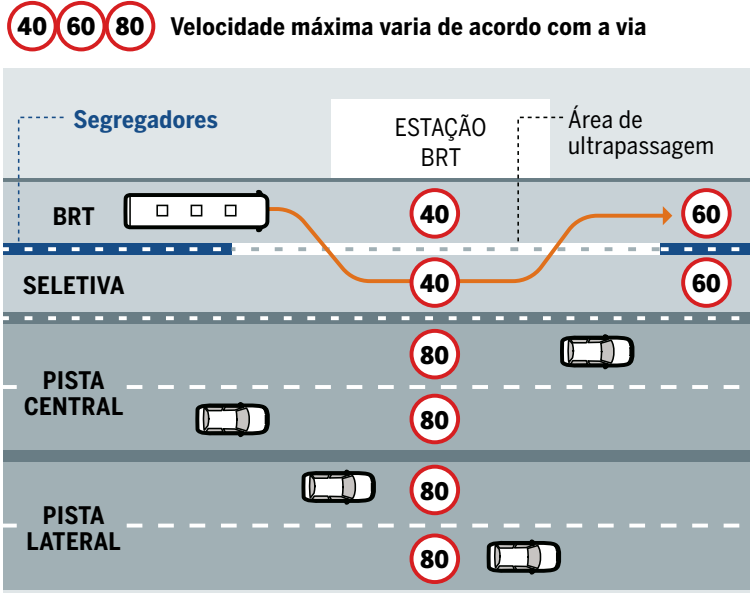 40 60 80 Velocidade máxima varia de acordo com a via
Segregadores
ESTAÇÃO
BRT
Área de
ultrapassagem
BRT
40
60
SELETIVA
40
60
80
PISTA
CENTRAL
80
80
PISTA
LATERAL
80